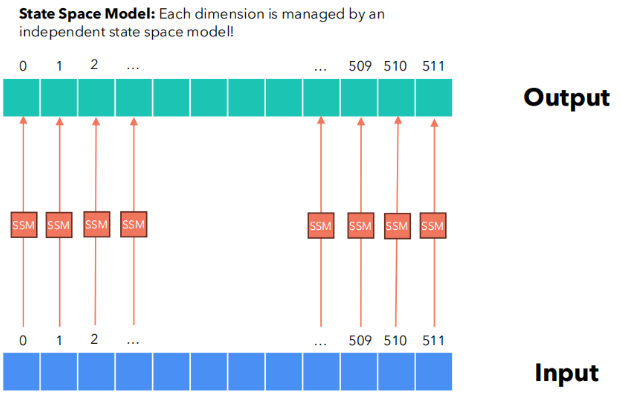 State Space Model: Each dimension is managed by an
independent state space model!
0 1 2 ... ... 509 510 511
Output
SSM SSM SSM SSM SSM SSM SSM SSM
0 1 2 ... ... 509 510 511
Input